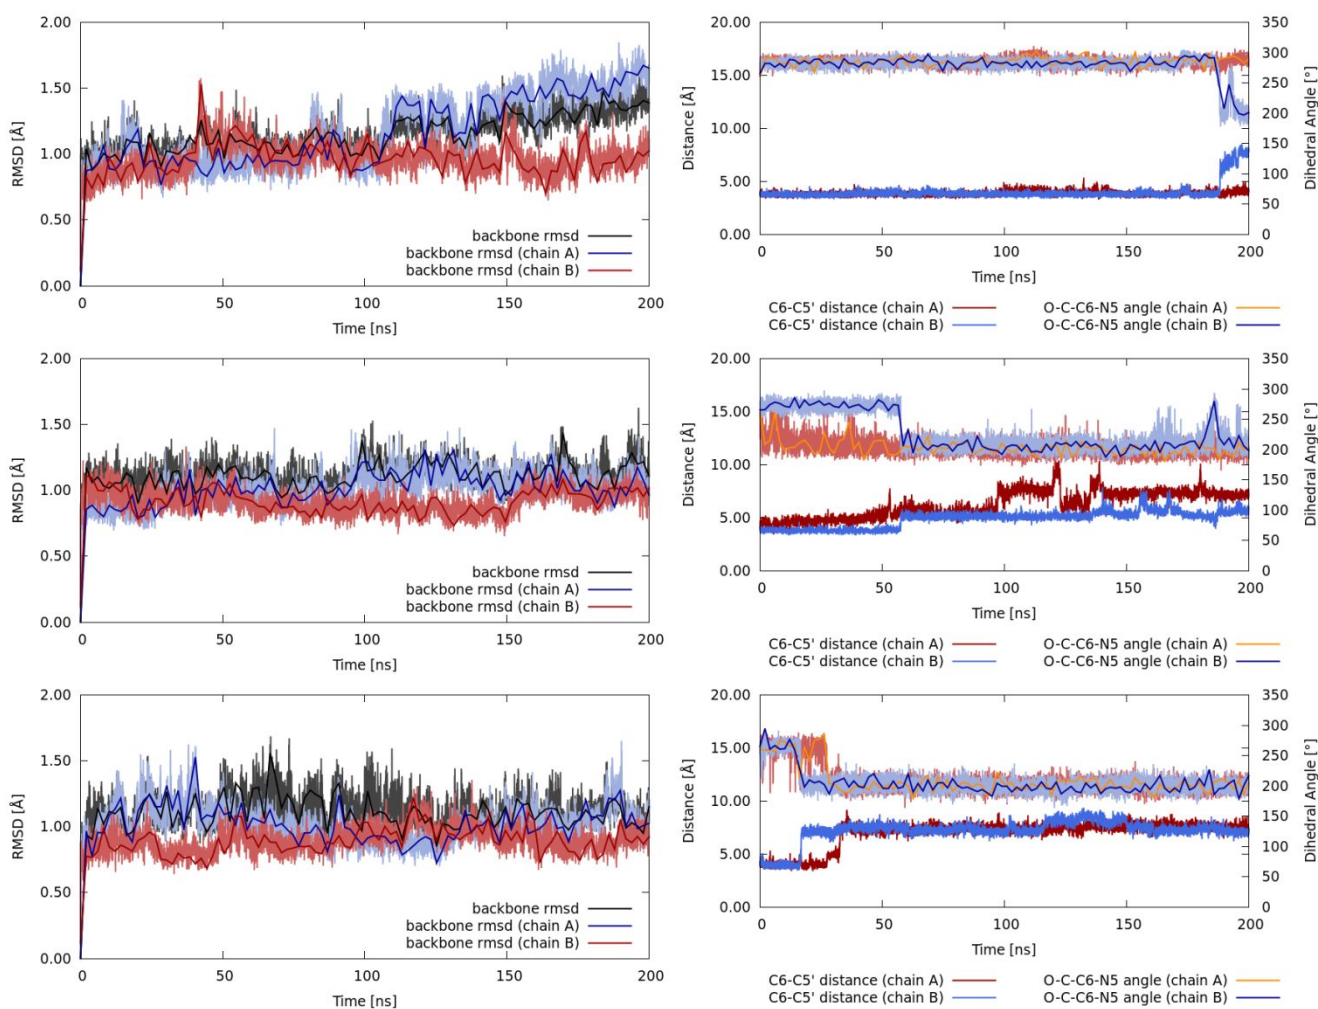 2.00
1.50
1.00
0.50
0.00
RMSD [Å]
0 50 100 150 200
Time [ns]
backbone rmsd
backbone rmsd (chain A)
backbone rmsd (chain B)
20.00
15.00
10.00
5.00
0.00
Distance [Å]
350
300
250
200
150
100
50
0
Dihedral Angle [°]
0 50 100 150 200
Time [ns]
C6-C5' distance (chain A) O-C-C6-N5 angle (chain A)
C6-C5' distance (chain B) O-C-C6-N5 angle (chain B)
2.00
1.50
1.00
0.50
0.00
RMSD [Å]
0 50 100 150 200
Time [ns]
backbone rmsd
backbone rmsd (chain A)
backbone rmsd (chain B)
20.00
15.00
10.00
5.00
0.00
Distance [Å]
350
300
250
200
150
100
50
0
Dihedral Angle [°]
0 50 100 150 200
Time [ns]
C6-C5' distance (chain A) O-C-C6-N5 angle (chain A)
C6-C5' distance (chain B) O-C-C6-N5 angle (chain B)
2.00
1.50
1.00
0.50
0.00
RMSD [Å]
0 50 100 150 200
Time [ns]
backbone rmsd
backbone rmsd (chain A)
backbone rmsd (chain B)
20.00
15.00
10.00
5.00
0.00
Distance [Å]
350
300
250
200
150
100
50
0
Dihedral Angle [°]
0 50 100 150 200
Time [ns]
C6-C5' distance (chain A) O-C-C6-N5 angle (chain A)
C6-C5' distance (chain B) O-C-C6-N5 angle (chain B)